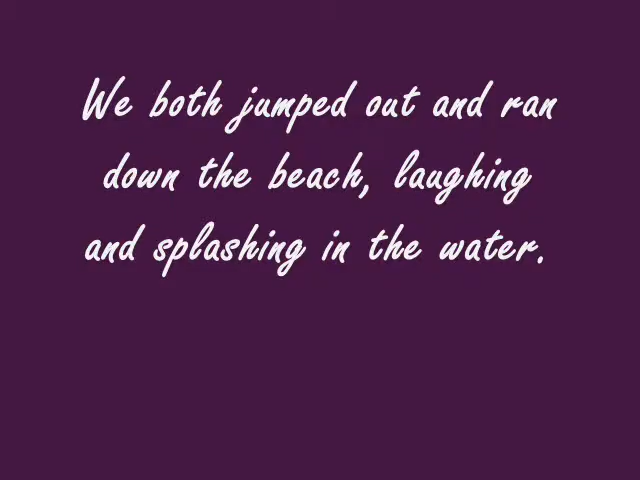 We both jumped out and ran
down the beach, laughing
and splashing in the water.